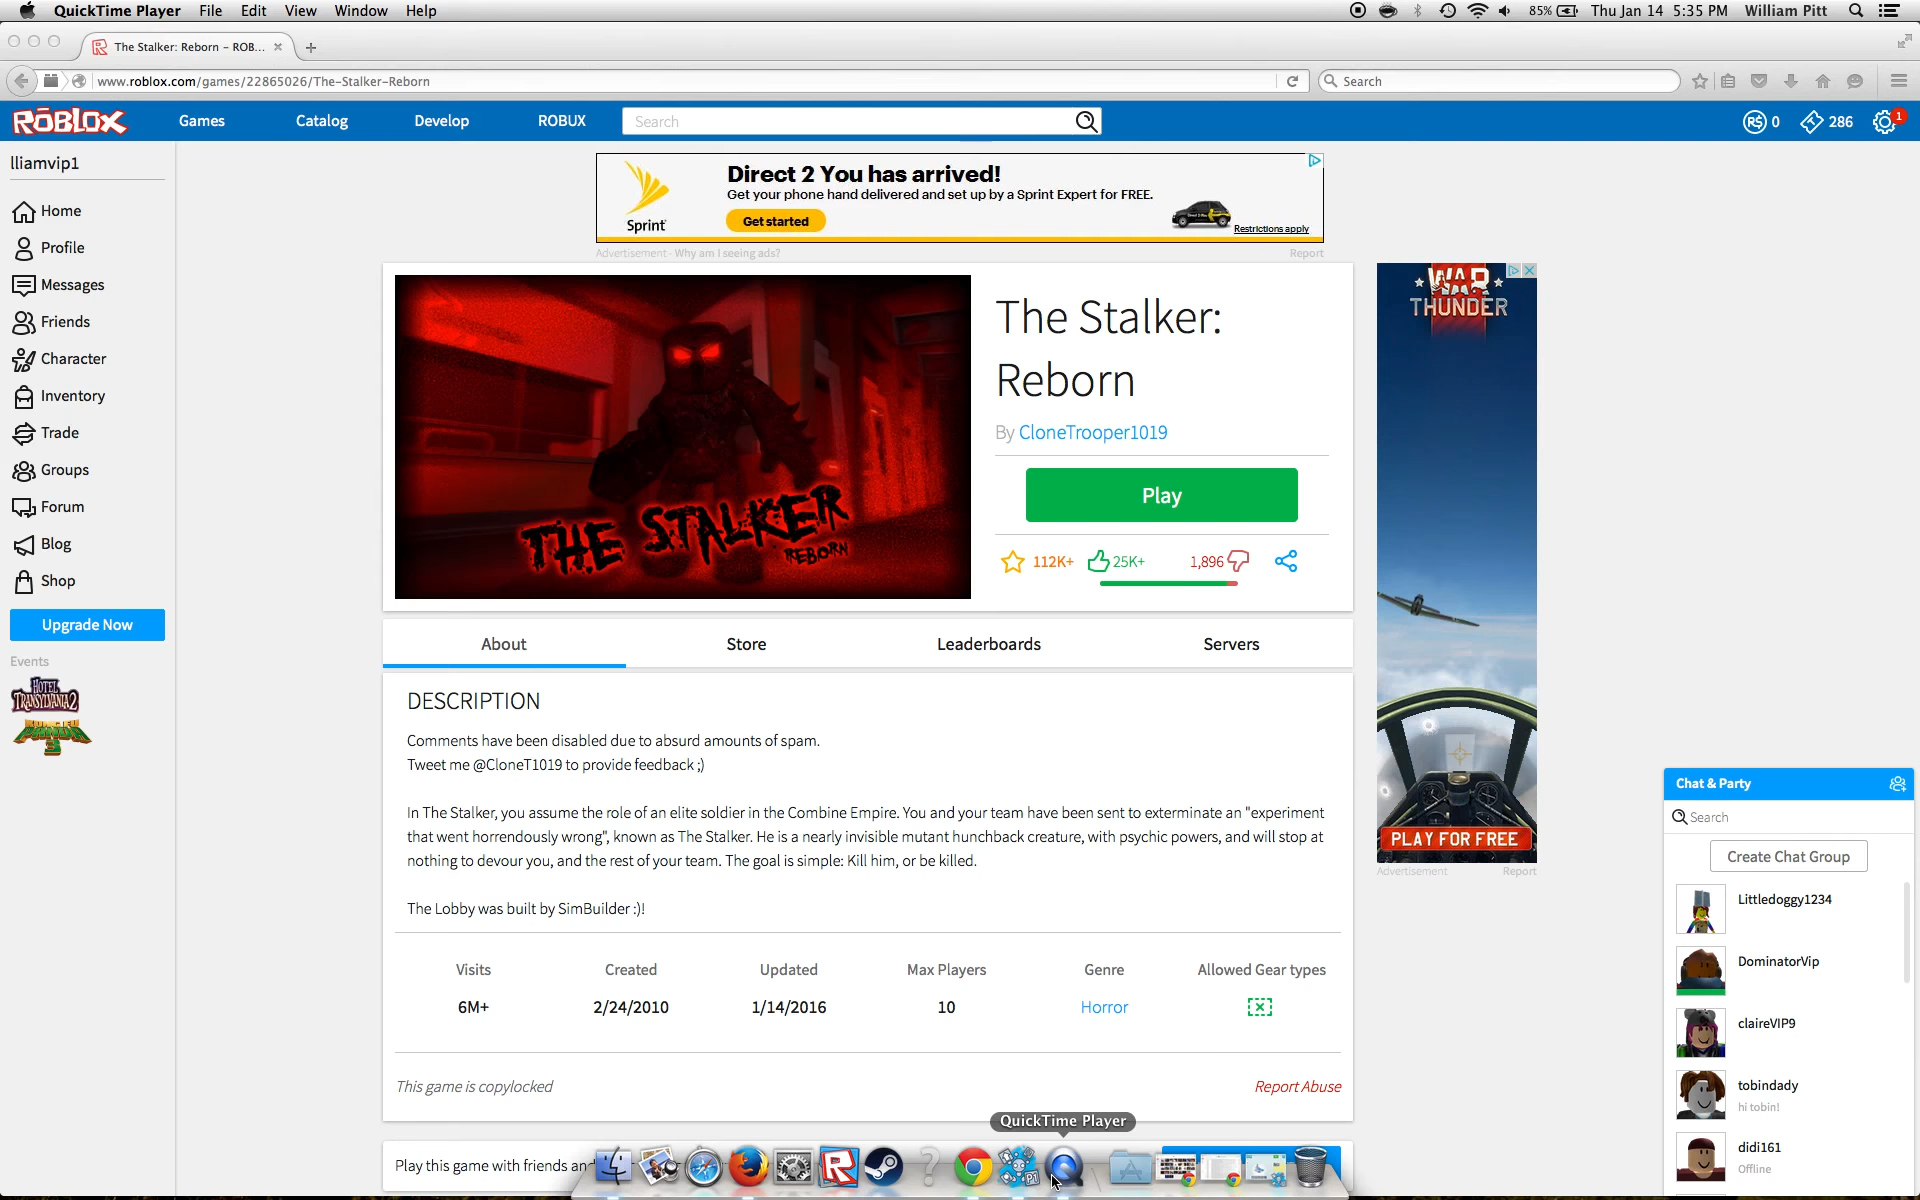 QuickTime Player File Edit View Window Help
85% Thu Jan 14 5:35 PM William Pitt
The Stalker: Reborn - ROB...
www.roblox.com/games/22865026/The-Stalker-Reborn
Search
ROBLOX Games Catalog Develop ROBUX Search
R$ 0 286 1
lliamvip1
Home
Profile
Messages
Friends
Character
Inventory
Trade
Groups
Forum
Blog
Shop
Upgrade Now
Events
HOTEL
TRANSYLVANIA 2
KUNG FU
PANDA
3
Sprint
Direct 2 You has arrived!
Get your phone hand delivered and set up by a Sprint Expert for FREE.
Get started
Restrictions apply
Advertisement - Why am I seeing ads?
Report
THE STALKER
REBORN
The Stalker:
Reborn
By CloneTrooper1019
Play
112K+ 25K+ 1,896
About Store Leaderboards Servers
DESCRIPTION
Comments have been disabled due to absurd amounts of spam.
Tweet me @CloneT1019 to provide feedback ;)
In The Stalker, you assume the role of an elite soldier in the Combine Empire. You and your team have been sent to exterminate an "experiment
that went horrendously wrong", known as The Stalker. He is a nearly invisible mutant hunchback creature, with psychic powers, and will stop at
nothing to devour you, and the rest of your team. The goal is simple: Kill him, or be killed.
The Lobby was built by SimBuilder :)!
Visits Created Updated Max Players Genre Allowed Gear types
6M+ 2/24/2010 1/14/2016 10 Horror
This game is copylocked
Report Abuse
QuickTime Player
Play this game with friends an
WAR
THUNDER
PLAY FOR FREE
Advertisement
Report
Chat & Party
Search
Create Chat Group
Littledoggy1234
DominatorVip
claireVIP9
tobindady
hi tobin!
didi161
Offline